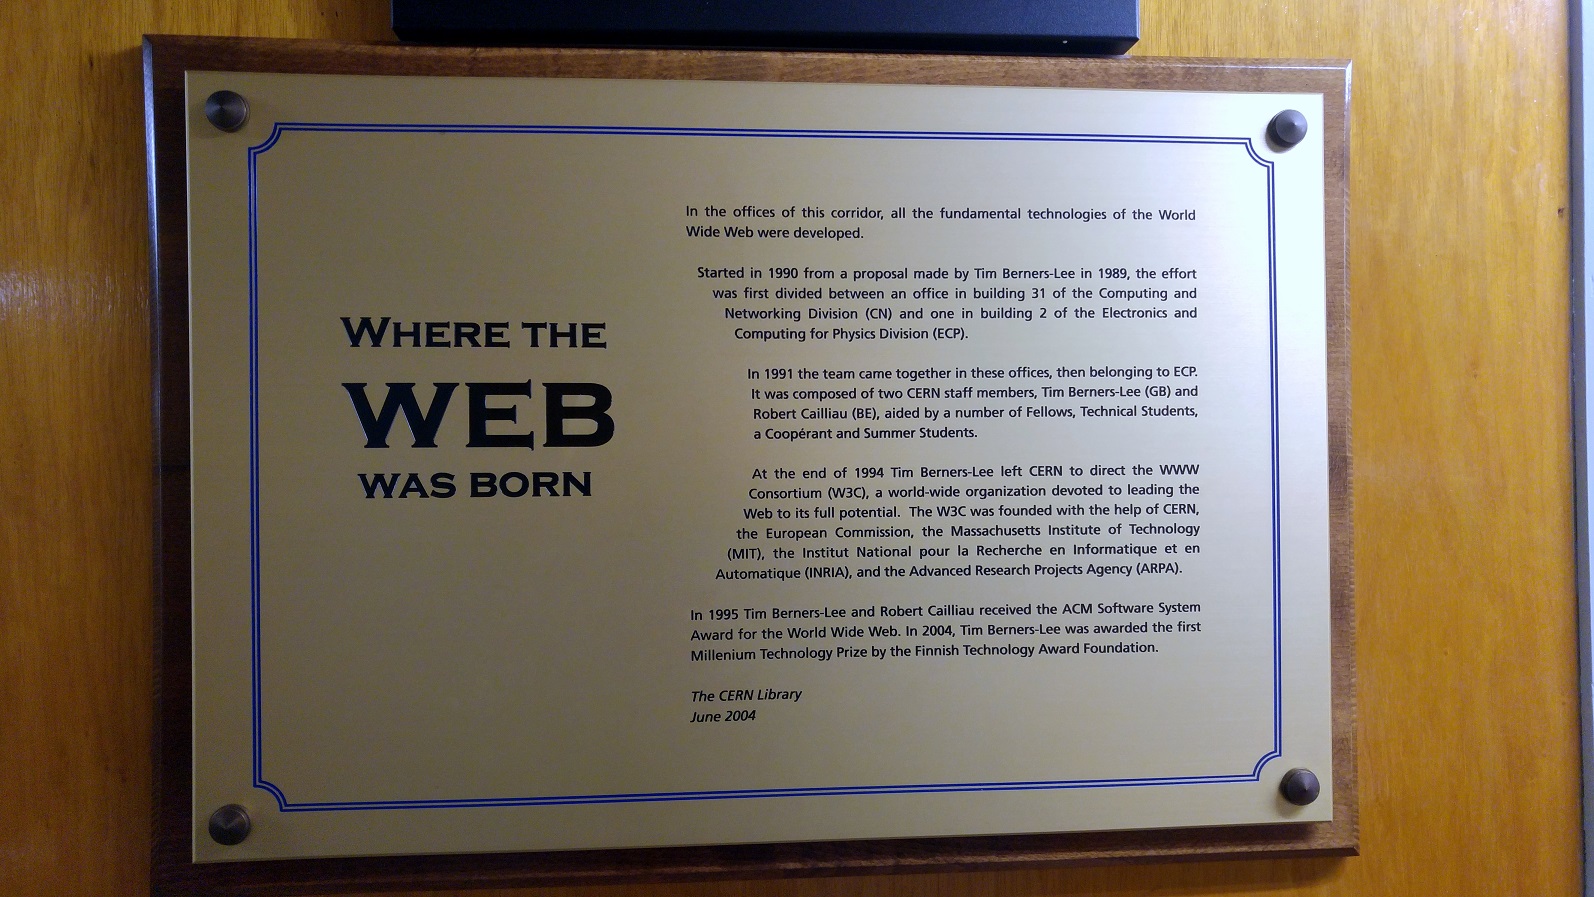 WHERE THE
WEB
WAS BORN
In the offices of this corridor, all the fundamental technologies of the World
Wide Web were developed.
Started in 1990 from a proposal made by Tim Berners-Lee in 1989, the effort
was first divided between an office in building 31 of the Computing and
Networking Division (CN) and one in building 2 of the Electronics and
Computing for Physics Division (ECP).
In 1991 the team came together in these offices, then belonging to ECP.
It was composed of two CERN staff members, Tim Berners-Lee (GB) and
Robert Cailliau (BE), aided by a number of Fellows, Technical Students,
a Coopérant and Summer Students.
At the end of 1994 Tim Berners-Lee left CERN to direct the WWW
Consortium (W3C), a world-wide organization devoted to leading the
Web to its full potential. The W3C was founded with the help of CERN,
the European Commission, the Massachusetts Institute of Technology
(MIT), the Institut National pour la Recherche en Informatique et en
Automatique (INRIA), and the Advanced Research Projects Agency (ARPA).
In 1995 Tim Berners-Lee and Robert Cailliau received the ACM Software System
Award for the World Wide Web. In 2004, Tim Berners-Lee was awarded the first
Millenium Technology Prize by the Finnish Technology Award Foundation.
The CERN Library
June 2004